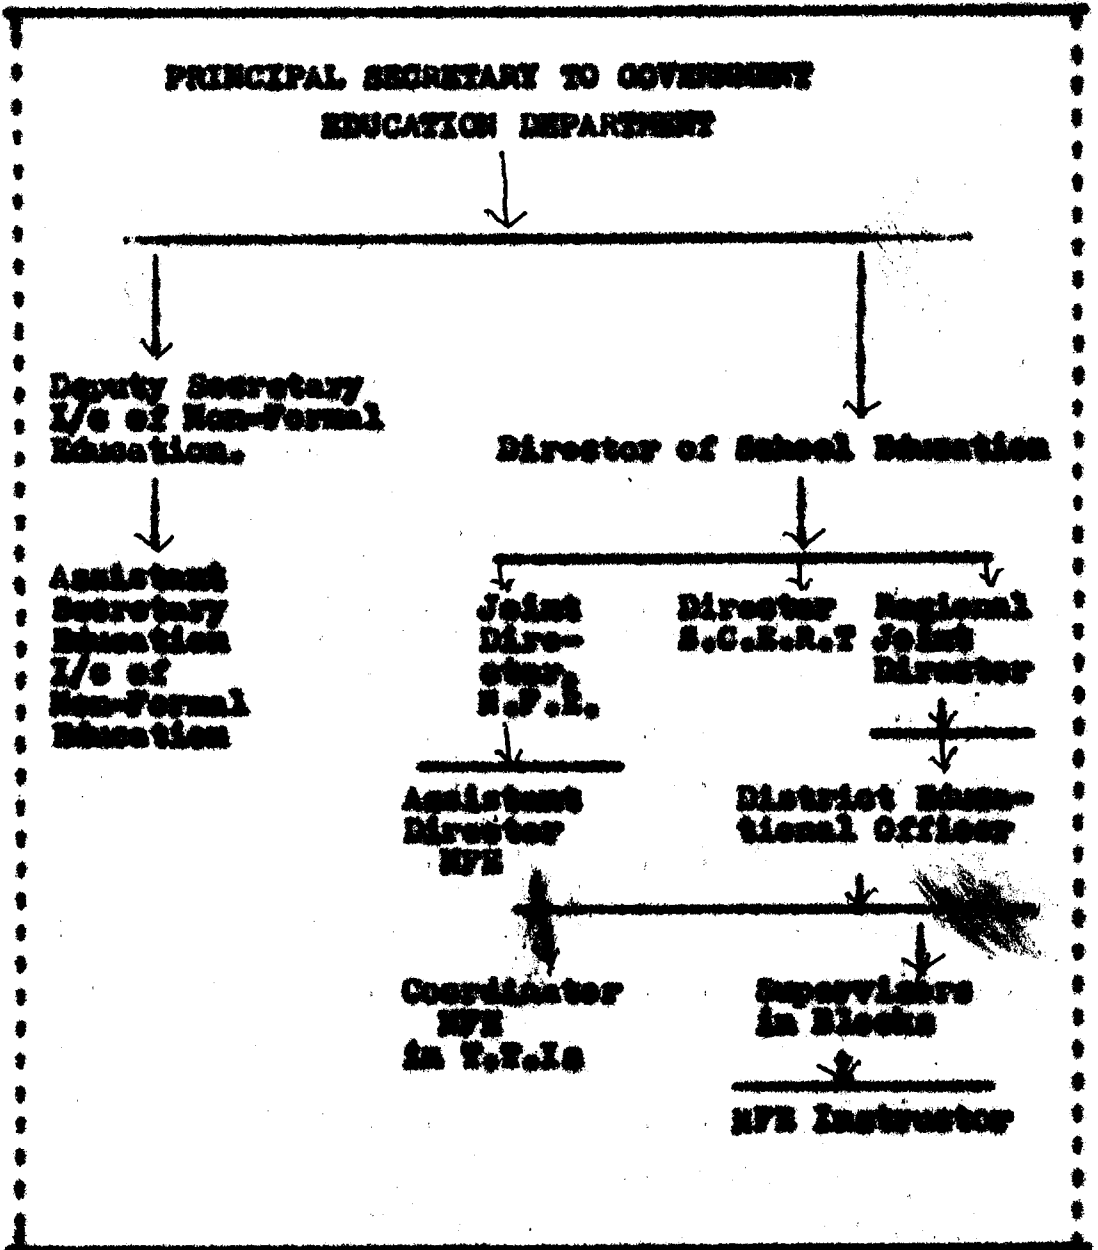 PRINCIPAL SECRETARY TO GOVERNMENT
EDUCATION DEPARTMENT
Deputy Secretary
I/c of Non-Formal
Education.
Director of School Education
Assistant
Secretary
Education
I/c of
Non-Formal
Education
Joint
Dire-
ctor,
N.F.E.
Director
S.C.E.R.T
Regional
Joint
Director
Assistant
Director
NFE
District Educa-
tional Officer
Coordinator
NFE
in T.T.Is
Supervisors
in Blocks
NFE Instructor